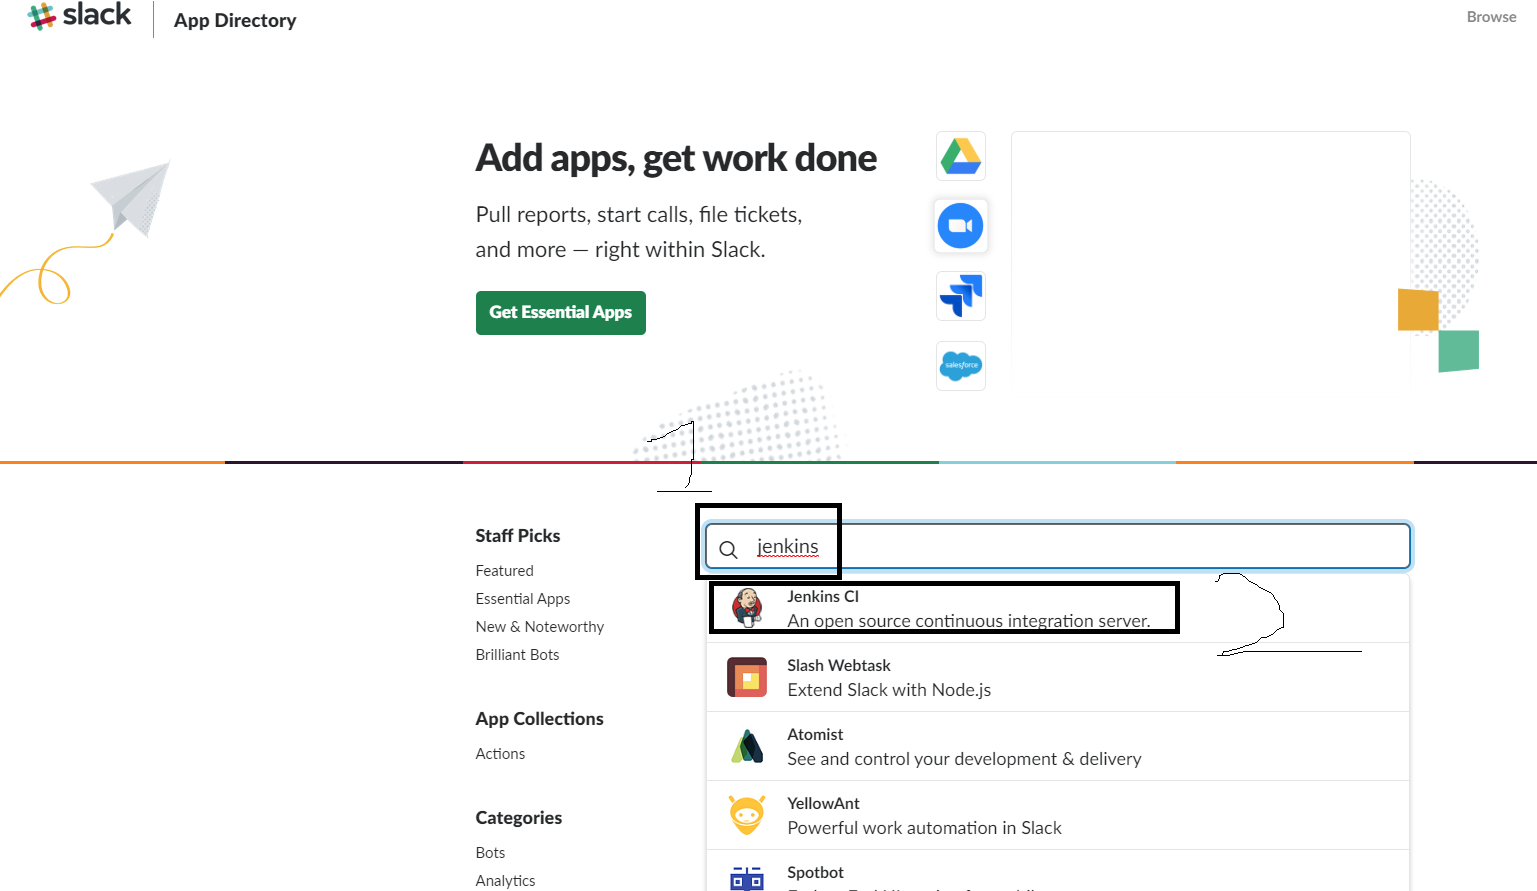 slack
App Directory
Browse
Add apps, get work done
Pull reports, start calls, file tickets,
and more — right within Slack.
Get Essential Apps
salesforce
1
Staff Picks
Featured
Essential Apps
New & Noteworthy
Brilliant Bots
App Collections
Actions
Categories
Bots
Analytics
jenkins
Jenkins CI
An open source continuous integration server.
2
Slash Webtask
Extend Slack with Node.js
Atomist
See and control your development & delivery
YellowAnt
Powerful work automation in Slack
Spotbot